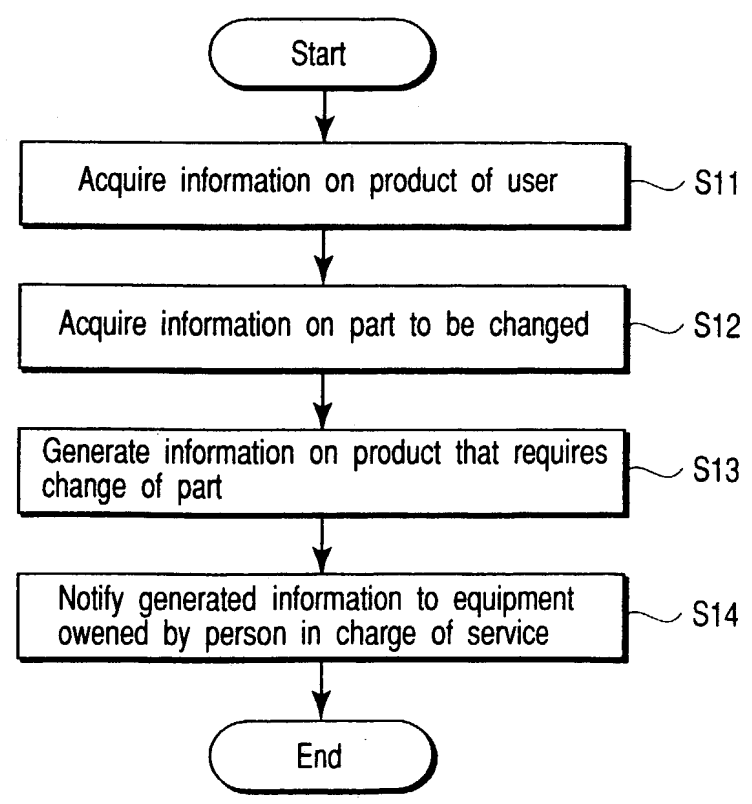 Start
Acquire information on product of user
S11
Acquire information on part to be changed
S12
Generate information on product that requires
change of part
S13
Notify generated information to equipment
owened by person in charge of service
S14
End